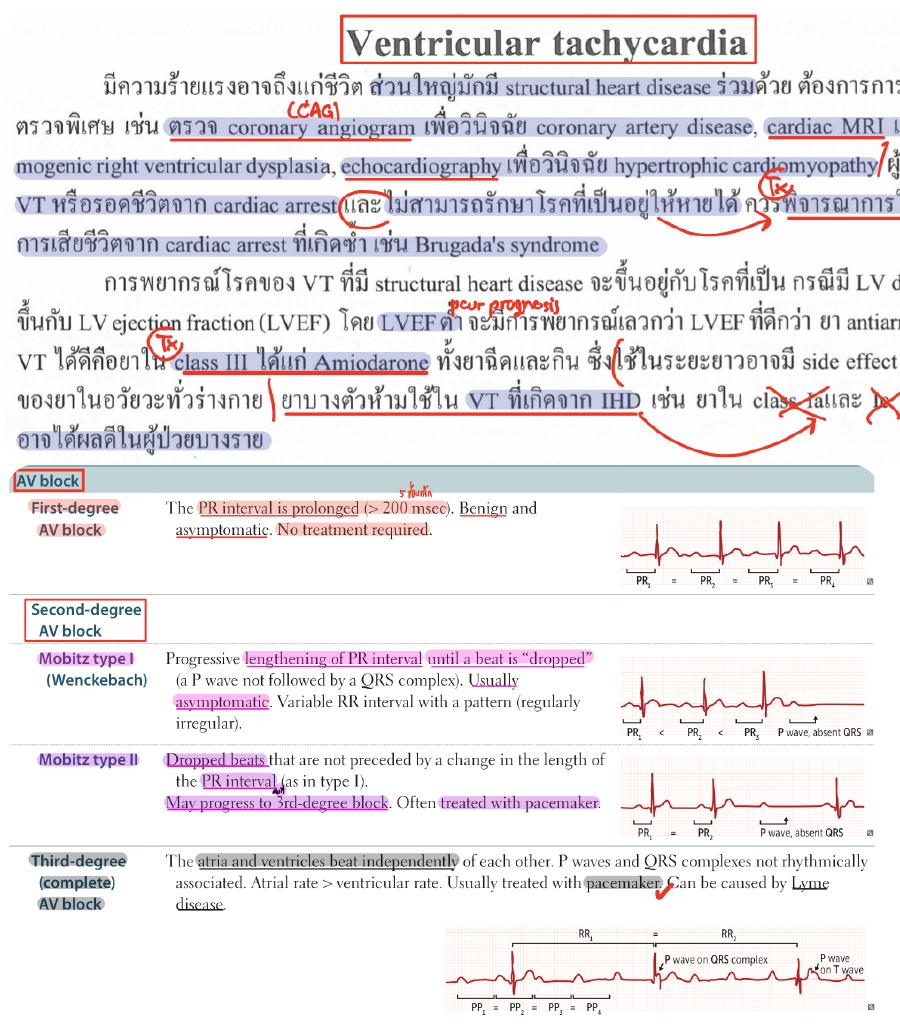 Ventricular tachycardia
มีความร้ายแรงอาจถึงแก่ชีวิต ส่วนใหญ่มักมี structural heart disease ร่วมด้วย ต้องการการ
(CAG)
ตรวจพิเศษ เช่น ตรวจ coronary angiogram เพื่อวินิจฉัย coronary artery disease, cardiac MRI เ
mogenic right ventricular dysplasia, echocardiography เพื่อวินิจฉัย hypertrophic cardiomyopathy ผู้
Tx
VT หรือรอดชีวิตจาก cardiac arrest และไม่สามารถรักษาโรคที่เป็นอยู่ให้หายได้ ควรพิจารณาการ
การเสียชีวิตจาก cardiac arrest ที่เกิดซ้ำ เช่น Brugada's syndrome
การพยากรณ์โรคของ VT ที่มี structural heart disease จะขึ้นอยู่กับโรคที่เป็น กรณีมี LV d
poor prognosis
ขึ้นกับ LV ejection fraction (LVEF) โดย LVEF ต่ำ จะมีการพยากรณ์เลวกว่า LVEF ที่ดีกว่า ยา antiarr
Tx
VT ได้ดีคือยาใน class III ได้แก่ Amiodarone ทั้งยาฉีดและกิน ซึ่งใช้ในระยะยาวอาจมี side effect
ของยาในอวัยวะทั่วร่างกาย ยาบางตัวห้ามใช้ใน VT ที่เกิดจาก IHD เช่น ยาใน class Ia และ Ic
อาจได้ผลดีในผู้ป่วยบางราย
AV block
First-degree AV block
The PR interval is prolonged (> 200 msec). Benign and
asymptomatic. No treatment required.
PR1 = PR2 = PR3 = PR4
Second-degree
AV block
Mobitz type I
(Wenckebach)
Progressive lengthening of PR interval until a beat is “dropped”
(a P wave not followed by a QRS complex). Usually
asymptomatic. Variable RR interval with a pattern (regularly
irregular).
PR1 < PR2 < PR3 P wave, absent QRS
Mobitz type II
Dropped beats that are not preceded by a change in the length of
the PR interval (as in type I).
May progress to 3rd-degree block. Often treated with pacemaker.
PR1 = PR2 P wave, absent QRS
Third-degree
(complete)
AV block
The atria and ventricles beat independently of each other. P waves and QRS complexes not rhythmically
associated. Atrial rate > ventricular rate. Usually treated with pacemaker. Can be caused by Lyme
disease.
RR1 = RR2
P wave on QRS complex
P wave
on T wave
PP1 = PP2 = PP3 = PP4